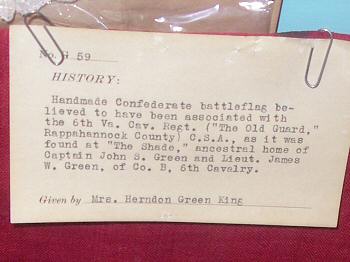 No. G 59
HISTORY:
Handmade Confederate battleflag be-
lieved to have been associated with
the 6th Va. Cav. Regt. ("The Old Guard,"
Rappahannock County) C.S.A., as it was
found at "The Shade," ancestral home of
Captain John S. Green and Lieut. James
W. Green, of Co. B, 6th Cavalry.
Given by Mrs. Herndon Green King